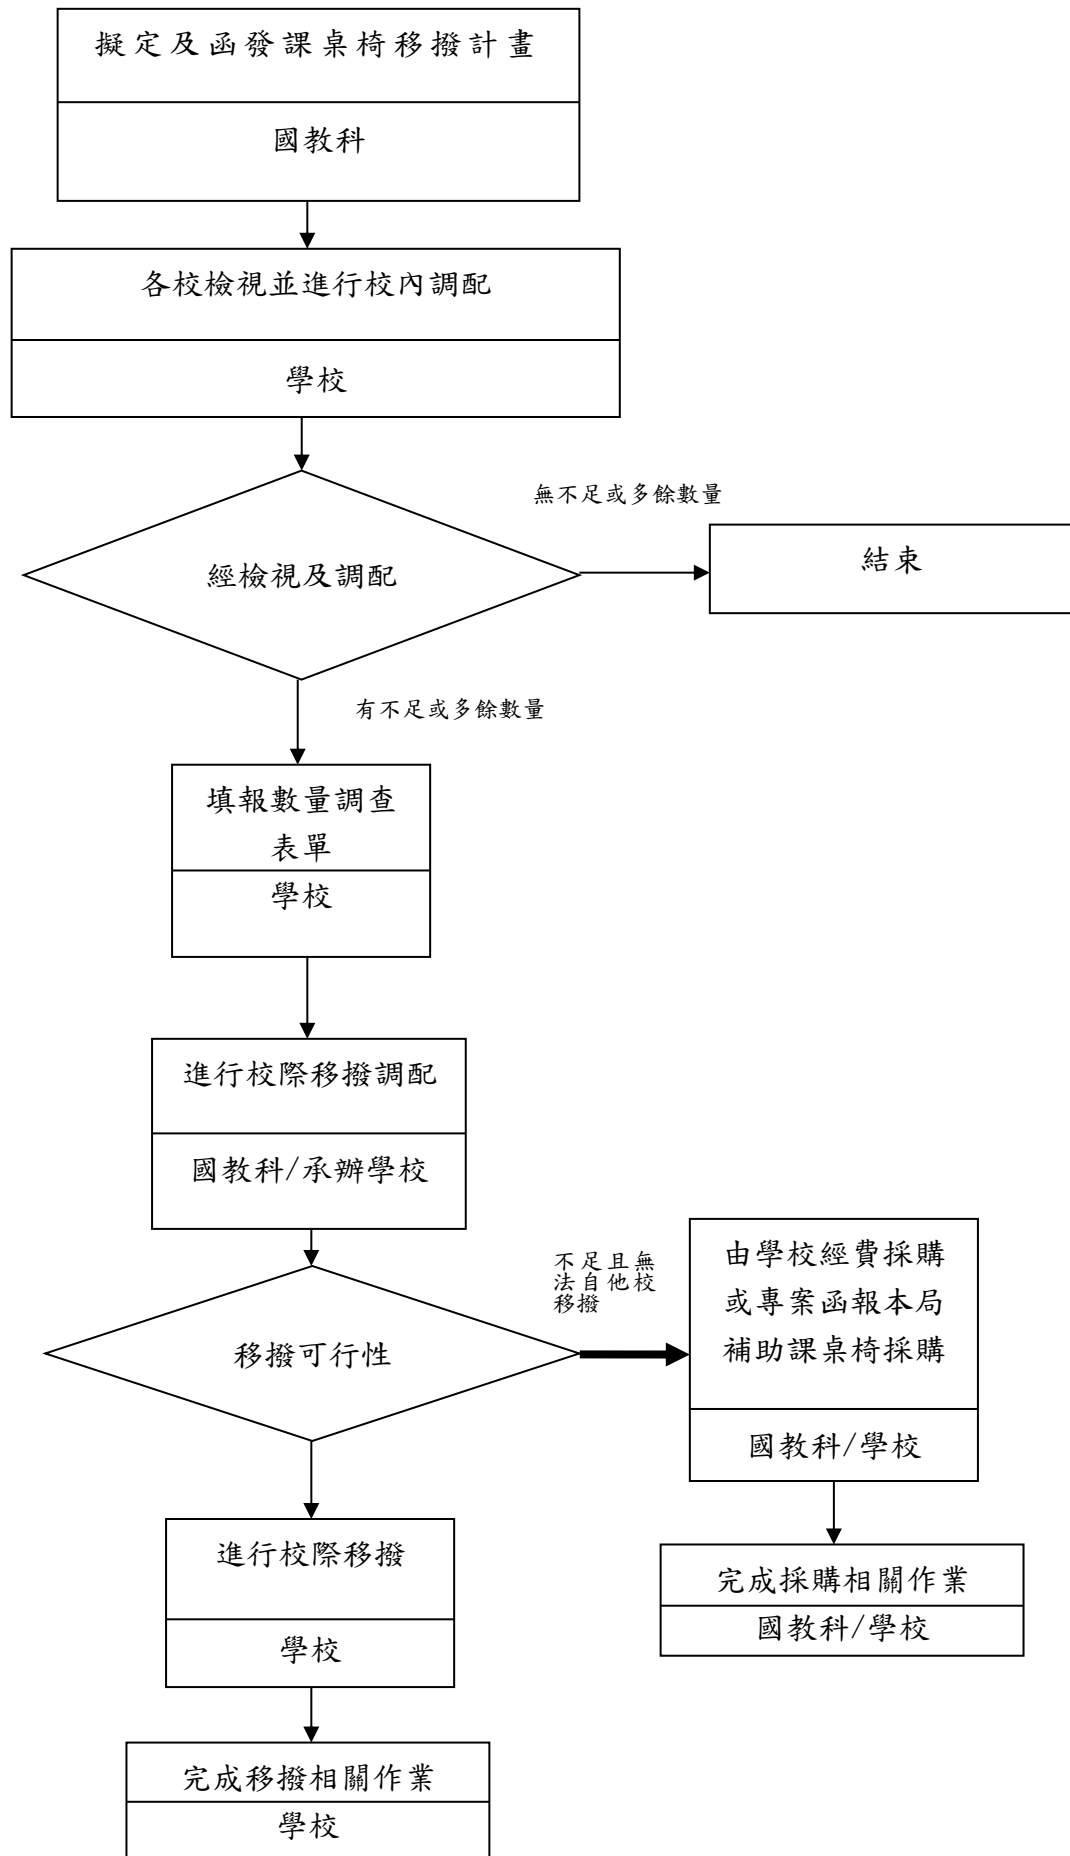 擬定及函發課桌椅移撥計畫
國教科
各校檢視並進行校內調配
學校
無不足或多餘數量
經檢視及調配
結束
有不足或多餘數量
填報數量調查
表單
學校
進行校際移撥調配
國教科/承辦學校
不足且無
法自他校
移撥
移撥可行性
由學校經費採購
或專案函報本局
補助課桌椅採購
國教科/學校
進行校際移撥
學校
完成採購相關作業
國教科/學校
完成移撥相關作業
學校